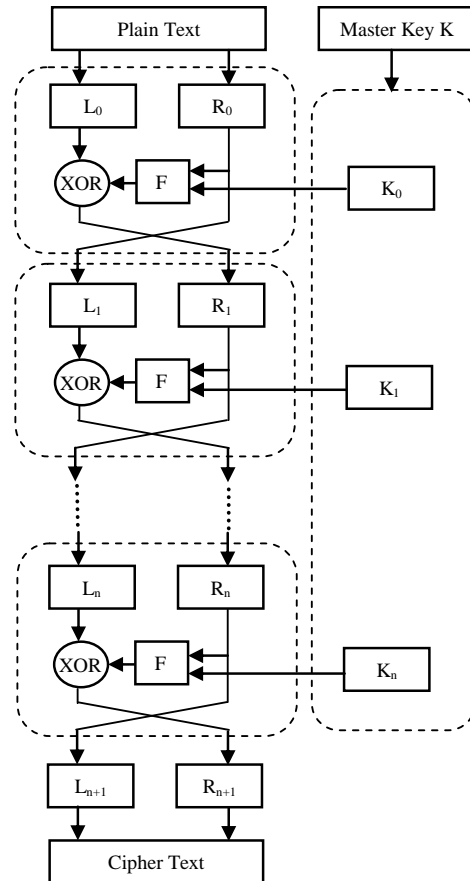 Plain Text
Master Key K
L₀
R₀
XOR
F
K₀
L₁
R₁
XOR
F
K₁
Lₙ
Rₙ
XOR
F
Kₙ
Lₙ₊₁
Rₙ₊₁
Cipher Text